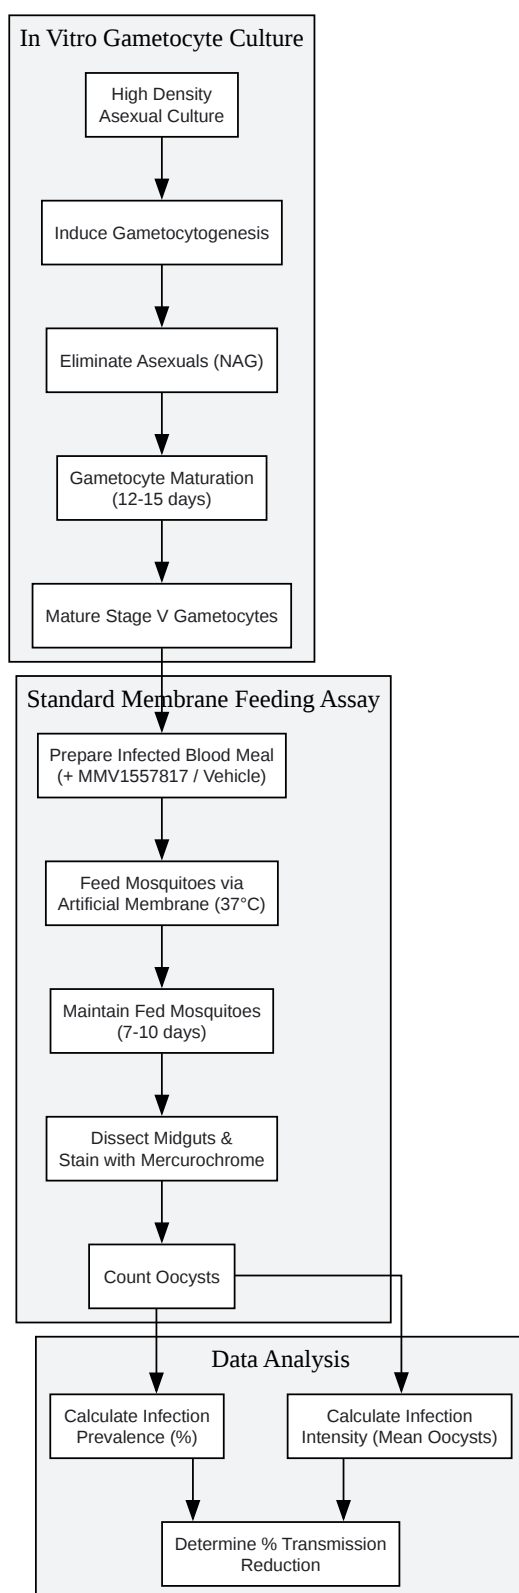 In Vitro Gametocyte Culture
High Density
Asexual Culture
Induce Gametocytogenesis
Eliminate Asexuals (NAG)
Gametocyte Maturation
(12-15 days)
Mature Stage V Gametocytes
Standard Membrane Feeding Assay
Prepare Infected Blood Meal
(+ MMV1557817 / Vehicle)
Feed Mosquitoes via
Artificial Membrane (37°C)
Maintain Fed Mosquitoes
(7-10 days)
Dissect Midguts &
Stain with Mercurochrome
Count Oocysts
Data Analysis
Calculate Infection
Prevalence (%)
Calculate Infection
Intensity (Mean Oocysts)
Determine % Transmission
Reduction